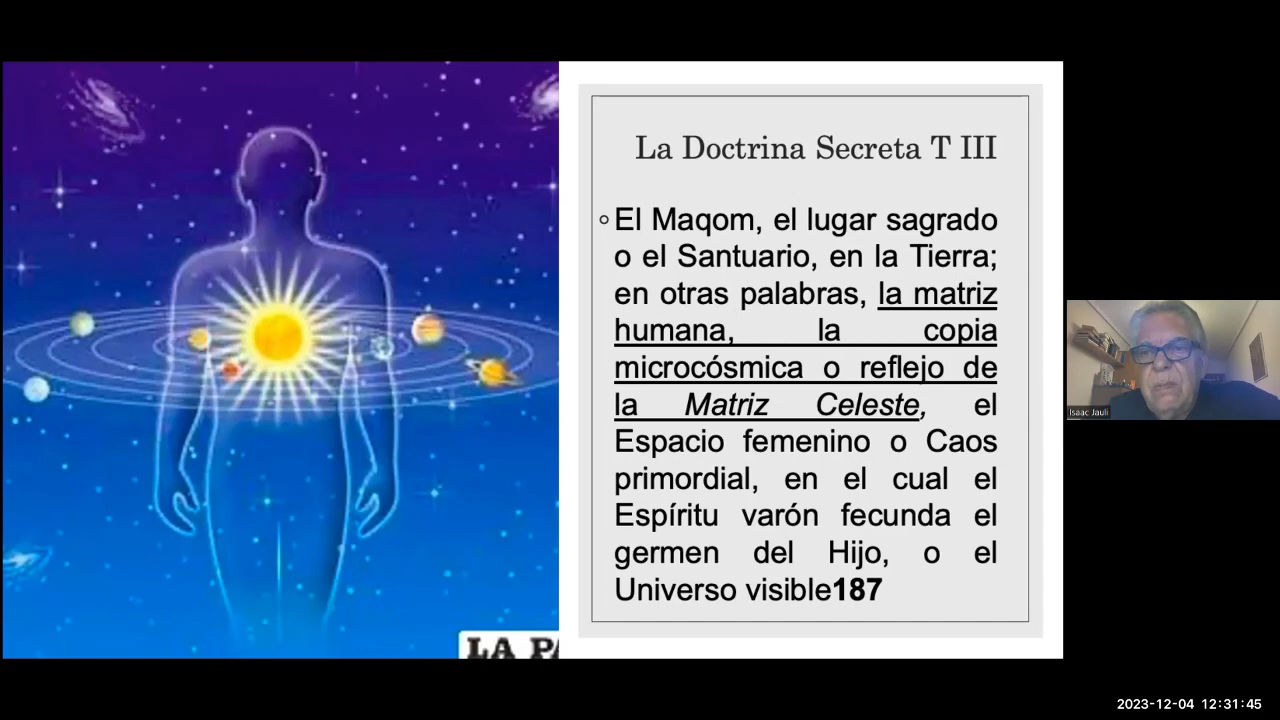 La Doctrina Secreta T III
El Maqom, el lugar sagrado
o el Santuario, en la Tierra;
en otras palabras, la matriz
humana, la copia
microcósmica o reflejo de
la Matriz Celeste, el
Espacio femenino o Caos
primordial, en el cual el
Espíritu varón fecunda el
germen del Hijo, o el
Universo visible187
LA PA
Isaac Jauli
2023-12-04 12:31:45